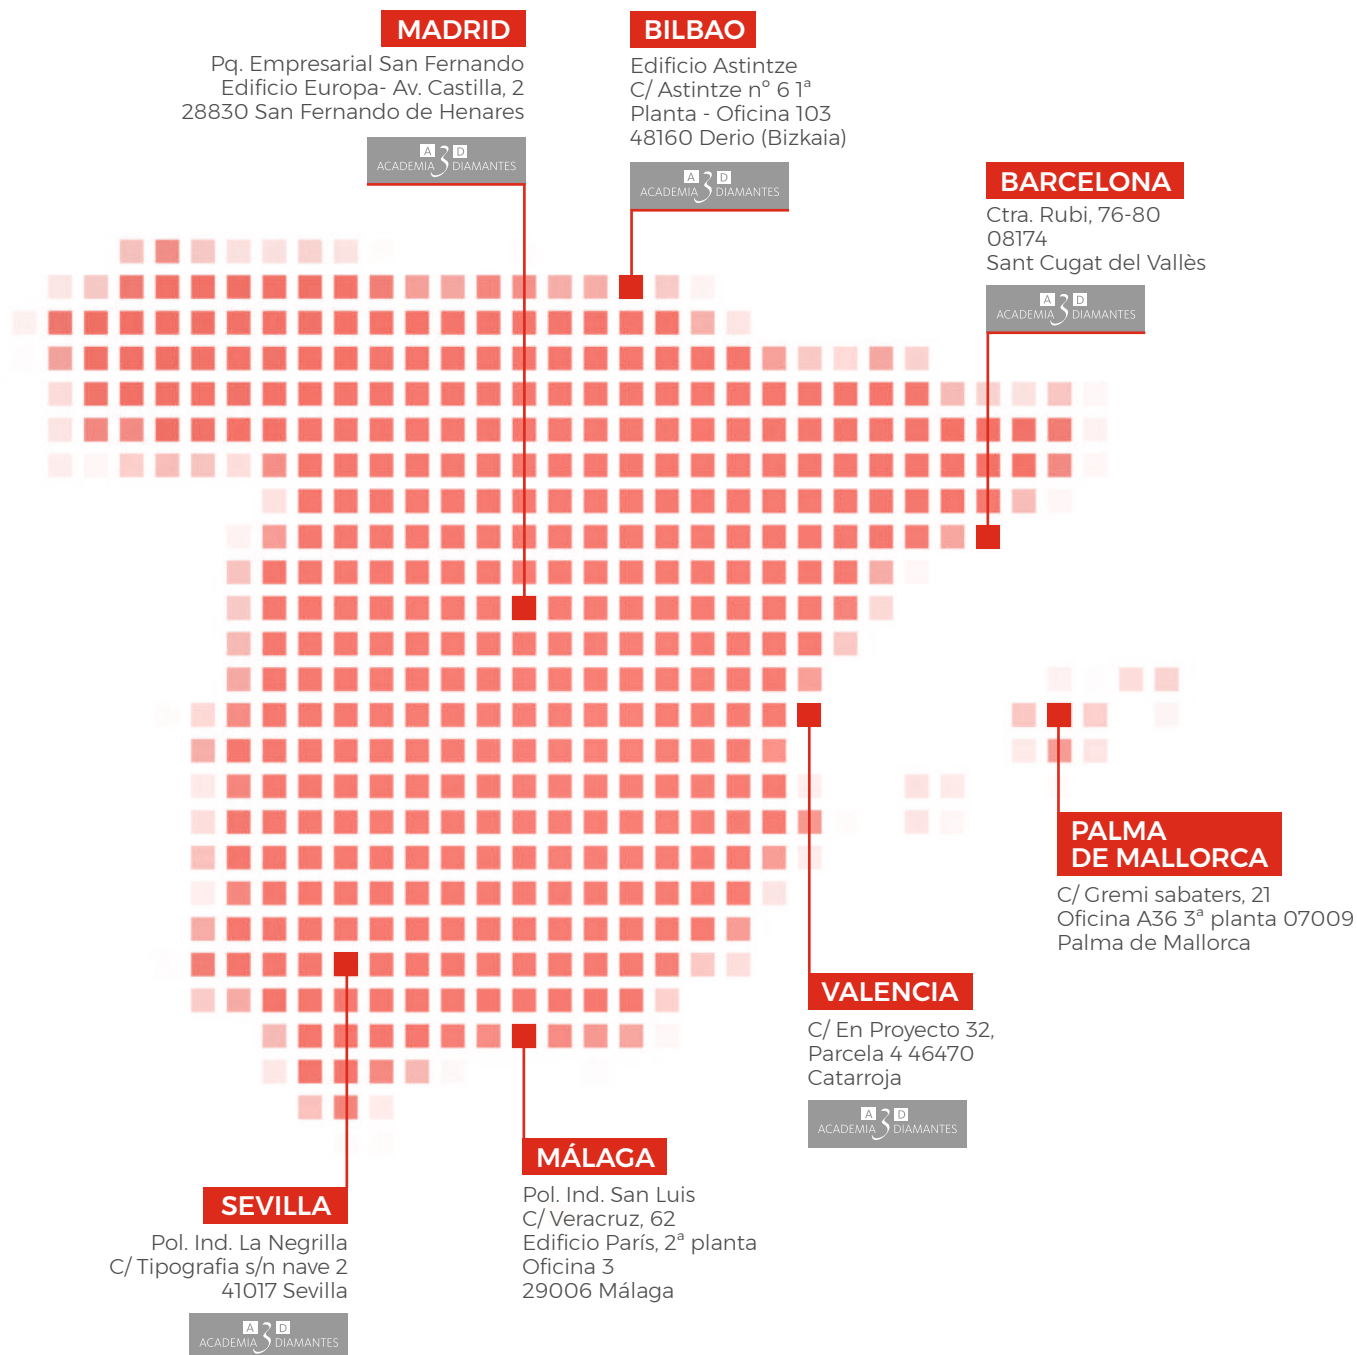 MADRID
Pq. Empresarial San Fernando
Edificio Europa- Av. Castilla, 2
28830 San Fernando de Henares
A D
ACADEMIA 3 DIAMANTES
BILBAO
Edificio Astintze
C/ Astintze nº 6 1ª
Planta - Oficina 103
48160 Derio (Bizkaia)
A D
ACADEMIA 3 DIAMANTES
BARCELONA
Ctra. Rubi, 76-80
08174
Sant Cugat del Vallès
A D
ACADEMIA 3 DIAMANTES
PALMA
DE MALLORCA
C/ Gremi sabaters, 21
Oficina A36 3ª planta 07009
Palma de Mallorca
VALENCIA
C/ En Proyecto 32,
Parcela 4 46470
Catarroja
A D
ACADEMIA 3 DIAMANTES
MÁLAGA
Pol. Ind. San Luis
C/ Veracruz, 62
Edificio París, 2ª planta
Oficina 3
29006 Málaga
SEVILLA
Pol. Ind. La Negrilla
C/ Tipografia s/n nave 2
41017 Sevilla
A D
ACADEMIA 3 DIAMANTES